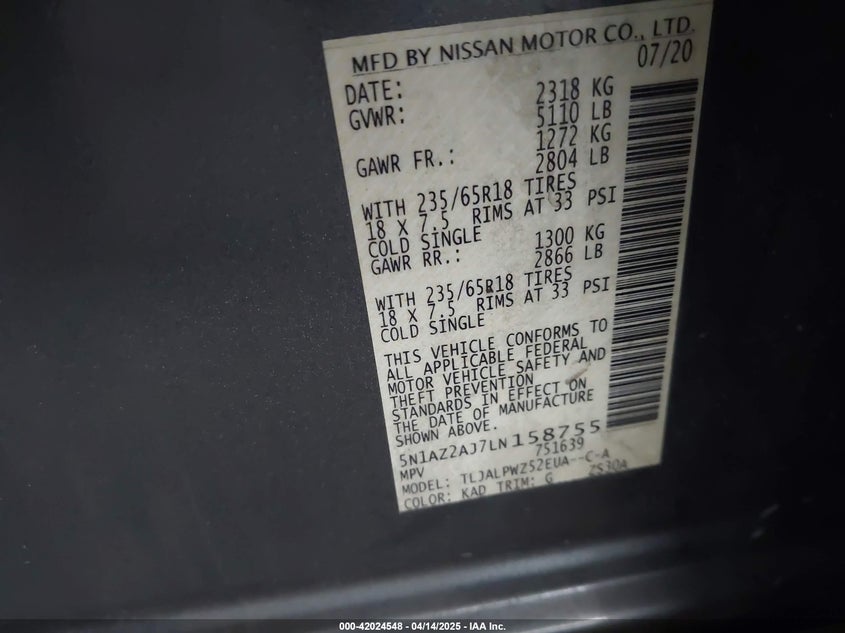 MFD BY NISSAN MOTOR CO., LTD.
DATE: 07/20
GVWR: 2318 KG
5110 LB
GAWR FR.: 1272 KG
2804 LB
WITH 235/65R18 TIRES
18 X 7.5 RIMS AT 33 PSI
COLD SINGLE
GAWR RR.: 1300 KG
2866 LB
WITH 235/65R18 TIRES
18 X 7.5 RIMS AT 33 PSI
COLD SINGLE
THIS VEHICLE CONFORMS TO
ALL APPLICABLE FEDERAL
MOTOR VEHICLE SAFETY AND
THEFT PREVENTION
STANDARDS IN EFFECT ON
THE DATE OF MANUFACTURE
SHOWN ABOVE.
5N1AZ2AJ7LN158755
MPV 751639
MODEL: TLJALPWZ52EUA--C-A
COLOR: KAD TRIM: G ZS30A
000-42024548 - 04/14/2025 - IAA Inc.